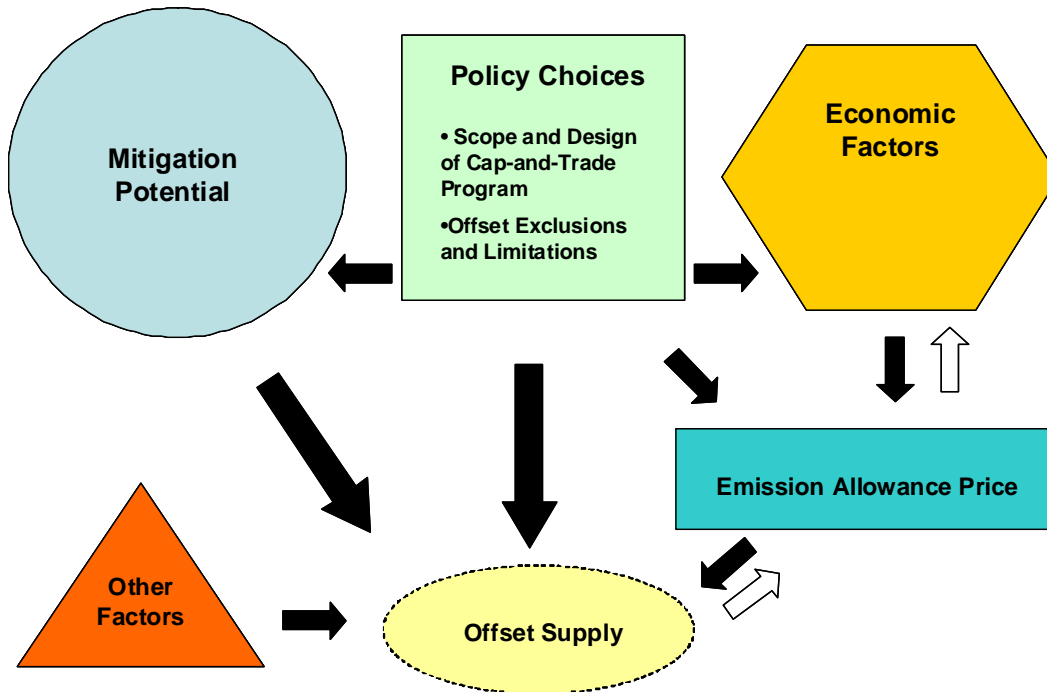 Mitigation
Potential
Policy Choices
• Scope and Design
of Cap-and-Trade
Program
•Offset Exclusions
and Limitations
Economic
Factors
Emission Allowance Price
Other
Factors
Offset Supply